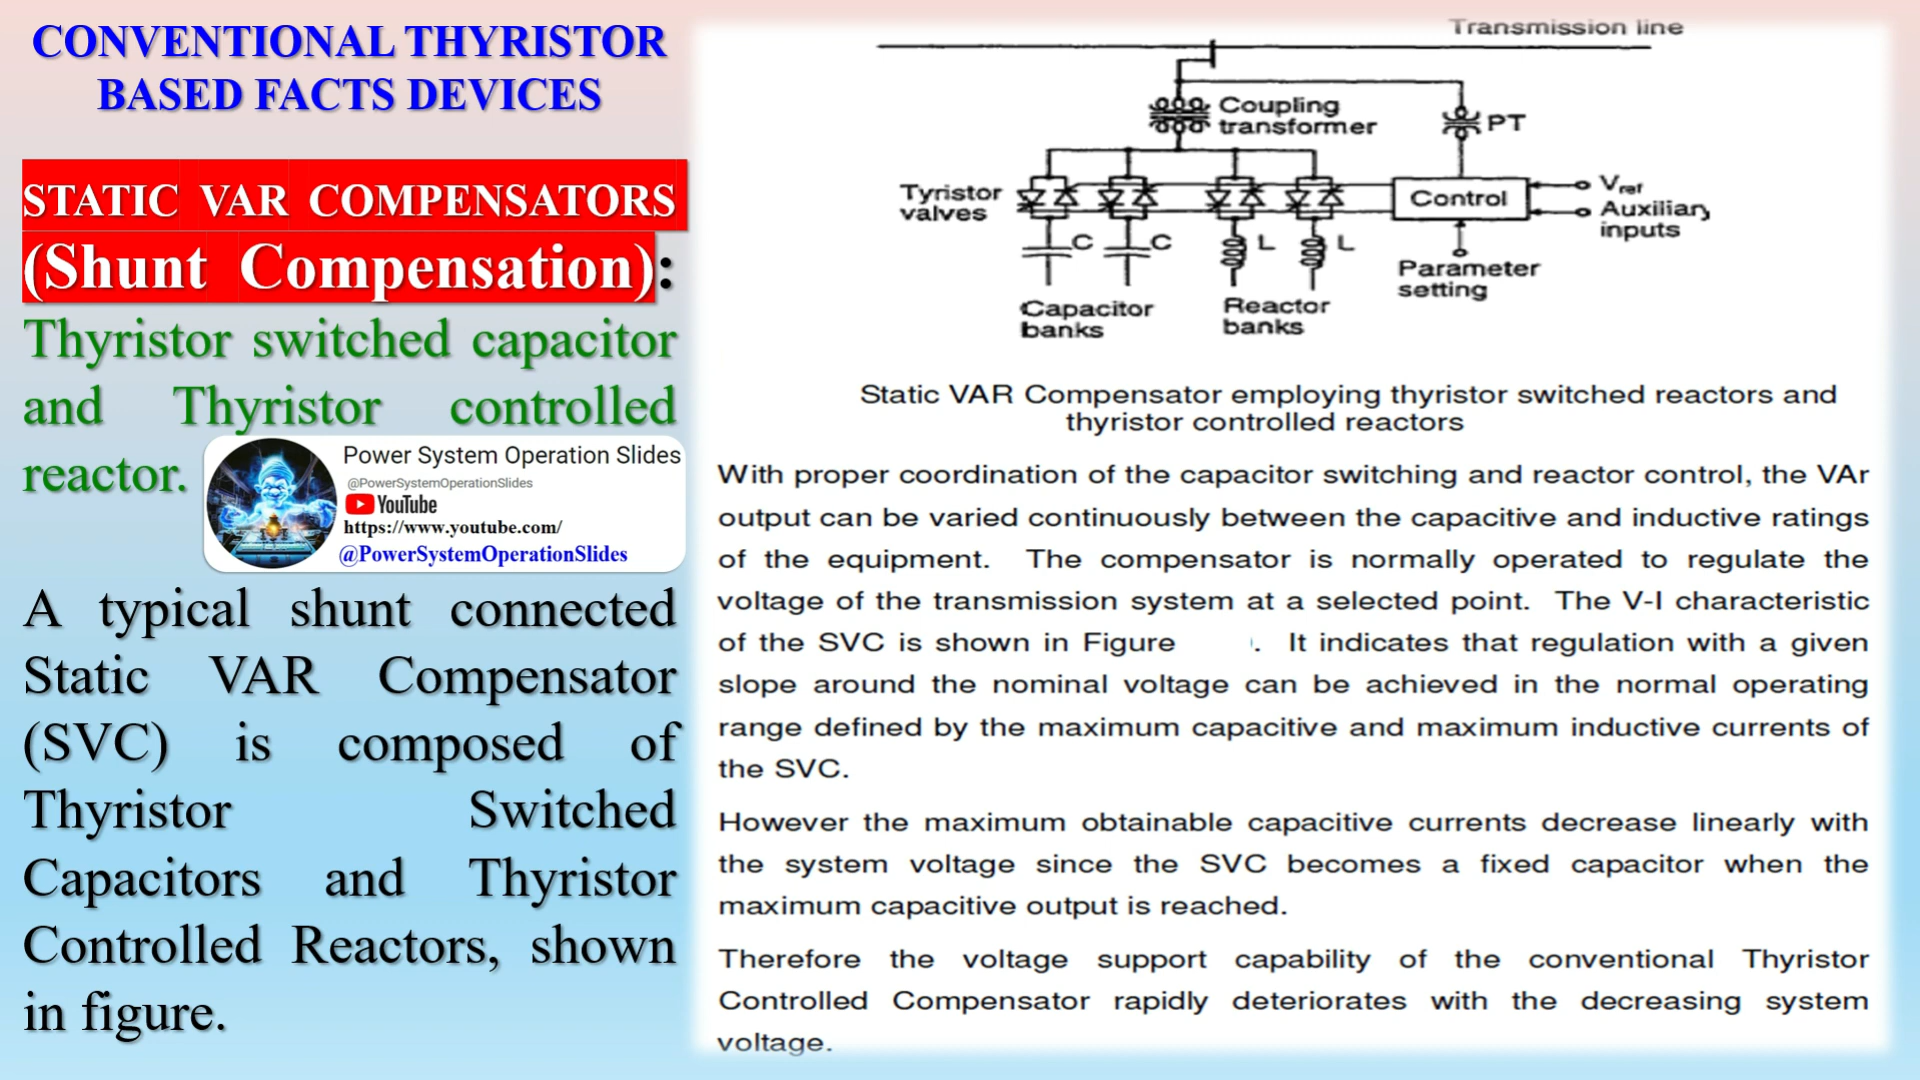 CONVENTIONAL THYRISTOR
BASED FACTS DEVICES
STATIC VAR COMPENSATORS
(Shunt Compensation):
Thyristor switched capacitor
and Thyristor controlled
reactor.
Power System Operation Slides
@PowerSystemOperationSlides
YouTube
https://www.youtube.com/
@PowerSystemOperationSlides
A typical shunt connected
Static VAR Compensator
(SVC) is composed of
Thyristor Switched
Capacitors and Thyristor
Controlled Reactors, shown
in figure.
Transmission line
Coupling
transformer
PT
Tyristor
valves
Control
Vref
Auxiliary
inputs
C
C
L
L
Parameter
setting
Capacitor
banks
Reactor
banks
Static VAR Compensator employing thyristor switched reactors and
thyristor controlled reactors
With proper coordination of the capacitor switching and reactor control, the VAr
output can be varied continuously between the capacitive and inductive ratings
of the equipment. The compensator is normally operated to regulate the
voltage of the transmission system at a selected point. The V-I characteristic
of the SVC is shown in Figure . It indicates that regulation with a given
slope around the nominal voltage can be achieved in the normal operating
range defined by the maximum capacitive and maximum inductive currents of
the SVC.
However the maximum obtainable capacitive currents decrease linearly with
the system voltage since the SVC becomes a fixed capacitor when the
maximum capacitive output is reached.
Therefore the voltage support capability of the conventional Thyristor
Controlled Compensator rapidly deteriorates with the decreasing system
voltage.